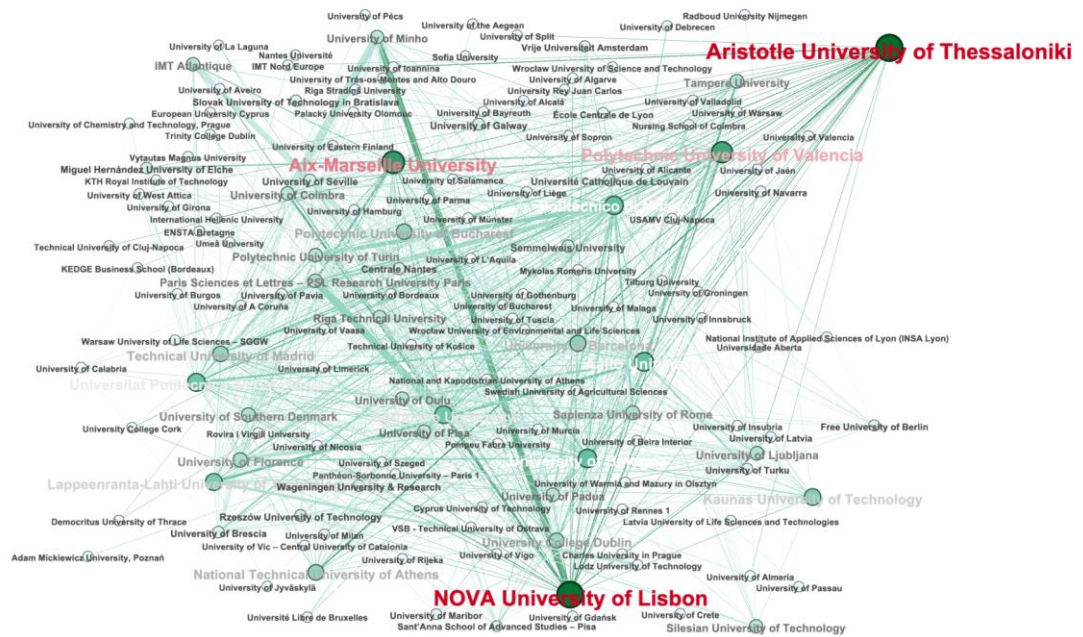 University of Pécs
Radboud University Nijmegen
University of the Aegean
University of Debrecen
University of Minho
University of Split
Aristotle University of Thessaloniki
University of La Laguna
Vrije Universiteit Amsterdam
Nantes Université
Sofia University
IMT Atlantique
IMT Nord Europe
University of Ioannina
Wrocław University of Science and Technology
University of Trás-os-Montes and Alto Douro
University of Algarve
Tampere University
University of Aveiro
Riga Stradiņš University
University Rey Juan Carlos
Slovak University of Technology in Bratislava
University of Alcalá
University of Valladolid
European University Cyprus
Palacký University Olomouc
University of Bayreuth
École Centrale de Lyon
University of Warsaw
University of Chemistry and Technology, Prague
University of Galway
Nursing School of Coimbra
Trinity College Dublin
University of Sopron
University of Valencia
University of Eastern Finland
Vytautas Magnus University
Polytechnic University of Valencia
Aix-Marseille University
Miguel Hernández University of Elche
University of Alicante
University of Jaén
KTH Royal Institute of Technology
University of Seville
University of Salamanca
Université Catholique de Louvain
University of West Attica
University of Coimbra
University of Liège
University of Navarra
University of Girona
University of Parma
University of Hamburg
University of Münster
USAMV Cluj-Napoca
International Hellenic University
ENSTA Bretagne
Polytechnic University of Bucharest
Technical University of Cluj-Napoca
Umeå University
Semmelweis University
Polytechnic University of Turin
University of L'Aquila
KEDGE Business School (Bordeaux)
Centrale Nantes
Mykolas Romeris University
Paris Sciences et Lettres – PSL Research University Paris
Tilburg University
University of Burgos
University of Pavia
University of Bordeaux
University of Gothenburg
University of Groningen
University of A Coruña
University of Bucharest
University of Malaga
Riga Technical University
University of Tuscia
University of Innsbruck
University of Vaasa
Wrocław University of Environmental and Life Sciences
Warsaw University of Life Sciences – SGGW
Technical University of Košice
University of Barcelona
National Institute of Applied Sciences of Lyon (INSA Lyon)
Universidade Aberta
Technical University of Madrid
University of Calabria
University of Limerick
National and Kapodistrian University of Athens
Swedish University of Agricultural Sciences
University of Oulu
University of Southern Denmark
Sapienza University of Rome
University College Cork
Rovira i Virgili University
University of Pisa
University of Murcia
University of Insubria
Free University of Berlin
University of Nicosia
Pompeu Fabra University
University of Beira Interior
University of Latvia
University of Florence
University of Szeged
University of Ljubljana
University of Turku
Panthéon-Sorbonne University – Paris 1
Lappeenranta-Lahti University of
Wageningen University & Research
University of Warmia and Mazury in Olsztyn
University of Padua
Kaunas University of Technology
Cyprus University of Technology
University of Rennes 1
Democritus University of Thrace
Rzeszów University of Technology
Latvia University of Life Sciences and Technologies
University of Brescia
University of Milan
VSB - Technical University of Ostrava
University College Dublin
University of Vic – Central University of Catalonia
University of Vigo
Charles University in Prague
Adam Mickiewicz University, Poznań
University of Rijeka
Lodz University of Technology
National Technical University of Athens
University of Almeria
University of Jyväskylä
University of Passau
NOVA University of Lisbon
Université Libre de Bruxelles
University of Maribor
University of Gdańsk
University of Crete
Sant'Anna School of Advanced Studies – Pisa
Silesian University of Technology